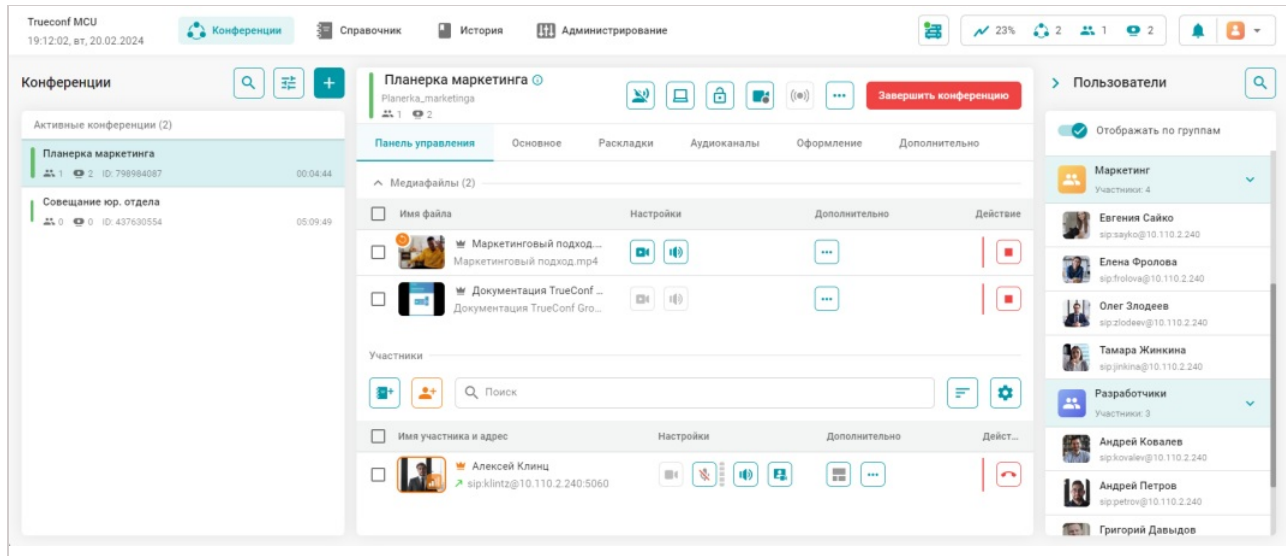 Trueconf MCU
19:12:02, вт, 20.02.2024
Конференции
Справочник
История
Администрирование
23%
2
1
2
Конференции
Активные конференции (2)
Планерка маркетинга
1 2 ID: 798984087 00:04:44
Совещание юр. отдела
0 0 ID: 437630554 05:09:49
Планерка маркетинга
Planerka_marketinga
1 2
Завершить конференцию
Панель управления Основное Раскладки Аудиоканалы Оформление Дополнительно
Медиафайлы (2)
Имя файла Настройки Дополнительно Действие
Маркетинговый подход...
Маркетинговый подход.mp4
Документация TrueConf ...
Документация TrueConf Gro...
Участники
Поиск
Имя участника и адрес Настройки Дополнительно Дейст...
Алексей Клинц
sip:klintz@10.110.2.240:5060
Пользователи
Отображать по группам
Маркетинг
Участники: 4
Евгения Сайко
sip:sayko@10.110.2.240
Елена Фролова
sip:frolova@10.110.2.240
Олег Злодеев
sip:zlodeev@10.110.2.240
Тамара Жинкина
sip:jinkina@10.110.2.240
Разработчики
Участники: 3
Андрей Ковалев
sip:kovalev@10.110.2.240
Андрей Петров
sip:petrov@10.110.2.240
Григорий Давыдов